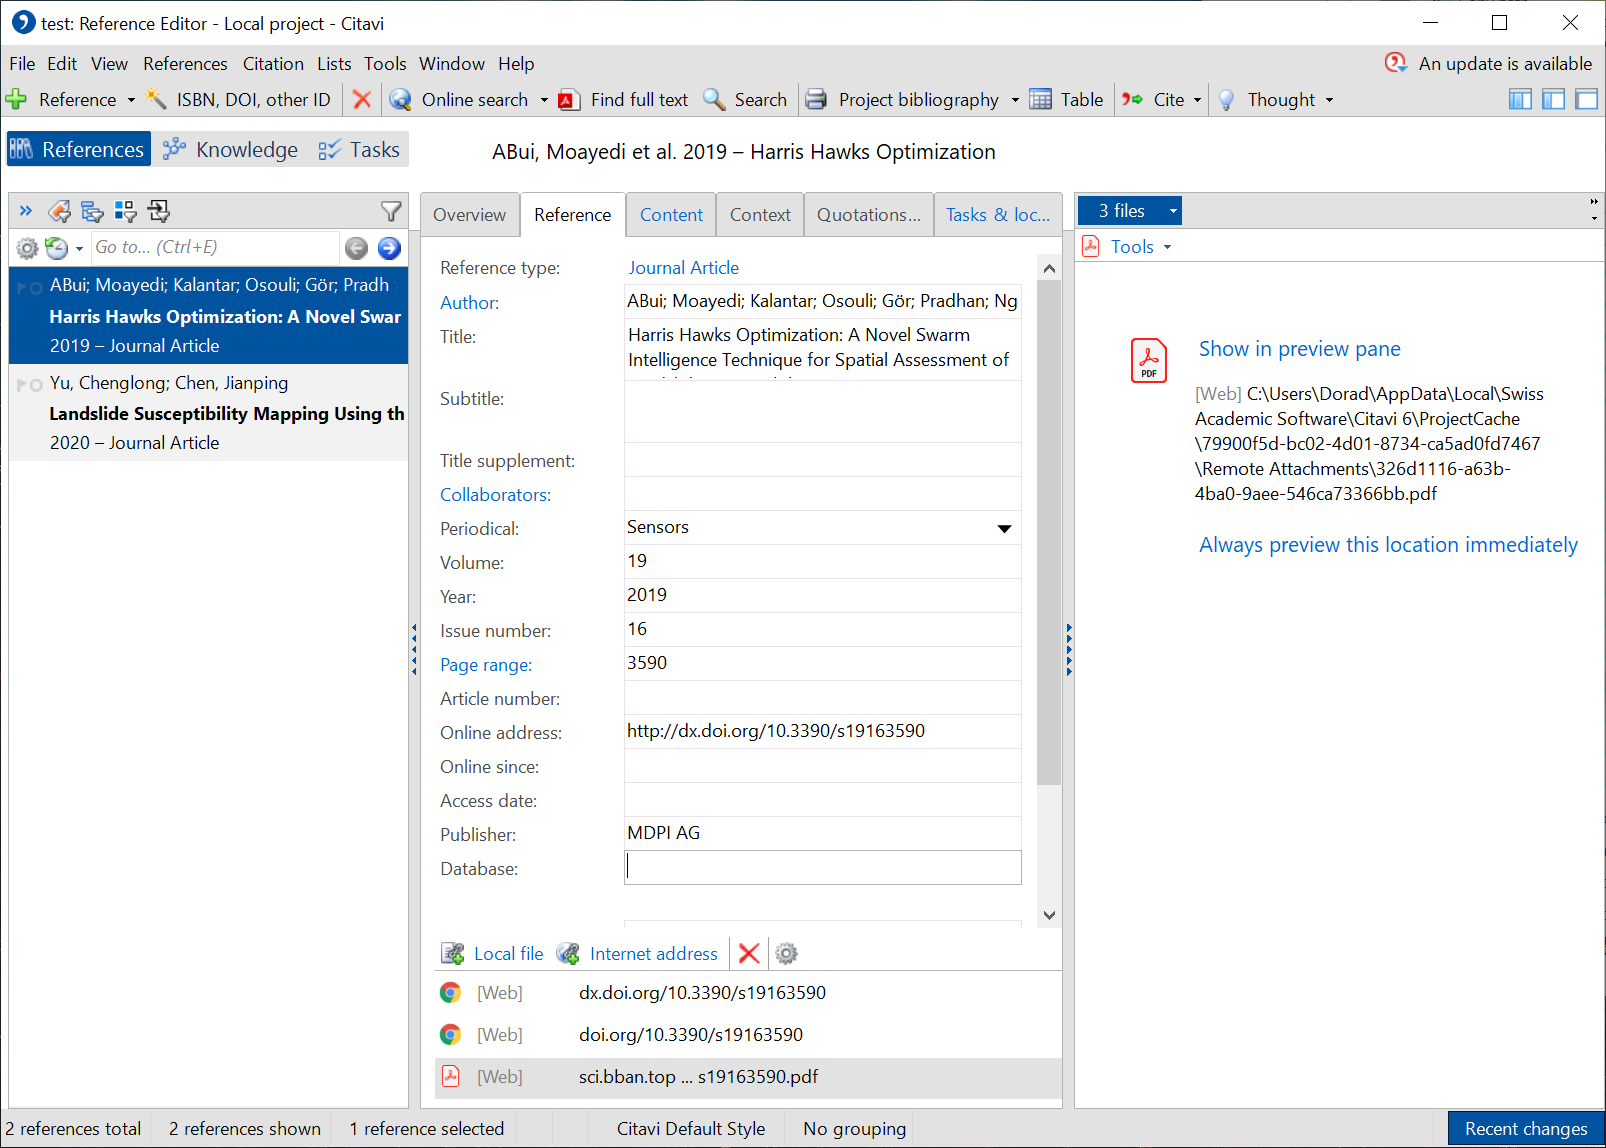 test: Reference Editor - Local project - Citavi
File Edit View References Citation Lists Tools Window Help
An update is available
Reference ISBN, DOI, other ID Online search Find full text Search Project bibliography Table Cite Thought
References Knowledge Tasks
ABui, Moayedi et al. 2019 – Harris Hawks Optimization
Go to... (Ctrl+E)
ABui; Moayedi; Kalantar; Osouli; Gör; Pradh
Harris Hawks Optimization: A Novel Swar
2019 – Journal Article
Yu, Chenglong; Chen, Jianping
Landslide Susceptibility Mapping Using th
2020 – Journal Article
Overview Reference Content Context Quotations... Tasks & loc...
Reference type: Journal Article
Author: ABui; Moayedi; Kalantar; Osouli; Gör; Pradhan; Ng
Title: Harris Hawks Optimization: A Novel Swarm
Intelligence Technique for Spatial Assessment of
Subtitle:
Title supplement:
Collaborators:
Periodical: Sensors
Volume: 19
Year: 2019
Issue number: 16
Page range: 3590
Article number:
Online address: http://dx.doi.org/10.3390/s19163590
Online since:
Access date:
Publisher: MDPI AG
Database:
Local file Internet address
[Web] dx.doi.org/10.3390/s19163590
[Web] doi.org/10.3390/s19163590
[Web] sci.bban.top ... s19163590.pdf
3 files
Tools
PDF
Show in preview pane
[Web] C:\Users\Dorad\AppData\Local\Swiss
Academic Software\Citavi 6\ProjectCache
\79900f5d-bc02-4d01-8734-ca5ad0fd7467
\Remote Attachments\326d1116-a63b-
4ba0-9aee-546ca73366bb.pdf
Always preview this location immediately
2 references total 2 references shown 1 reference selected Citavi Default Style No grouping Recent changes